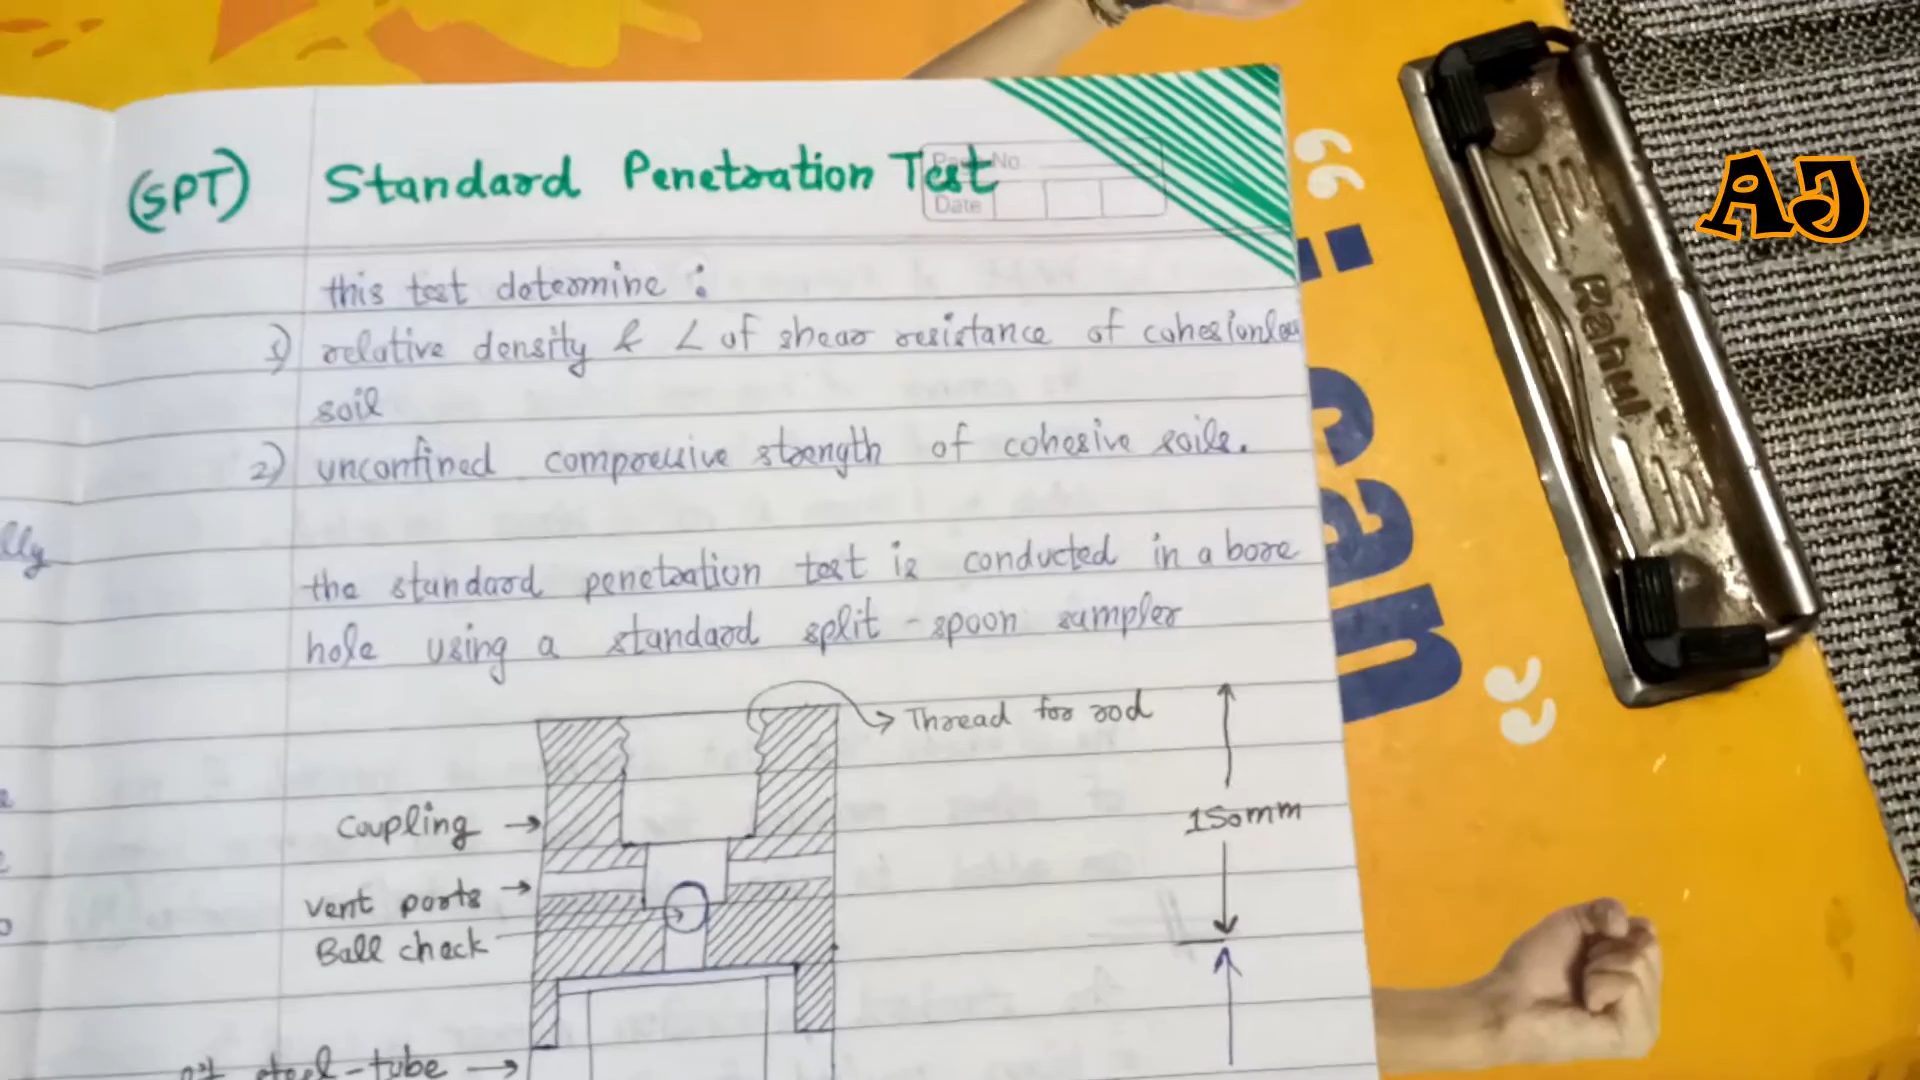 (SPT) Standard Penetration Test
Page No.
Date
this test determine :
1) relative density & ∠ of shear resistance of cohesionless
soil
2) unconfined compressive strength of cohesive soils.
the standard penetration test is conducted in a bore
hole using a standard split-spoon sampler
Thread for rod
Coupling
150mm
vent ports
Ball check
steel-tube
lly
“ i can ”
Rahul
AJ